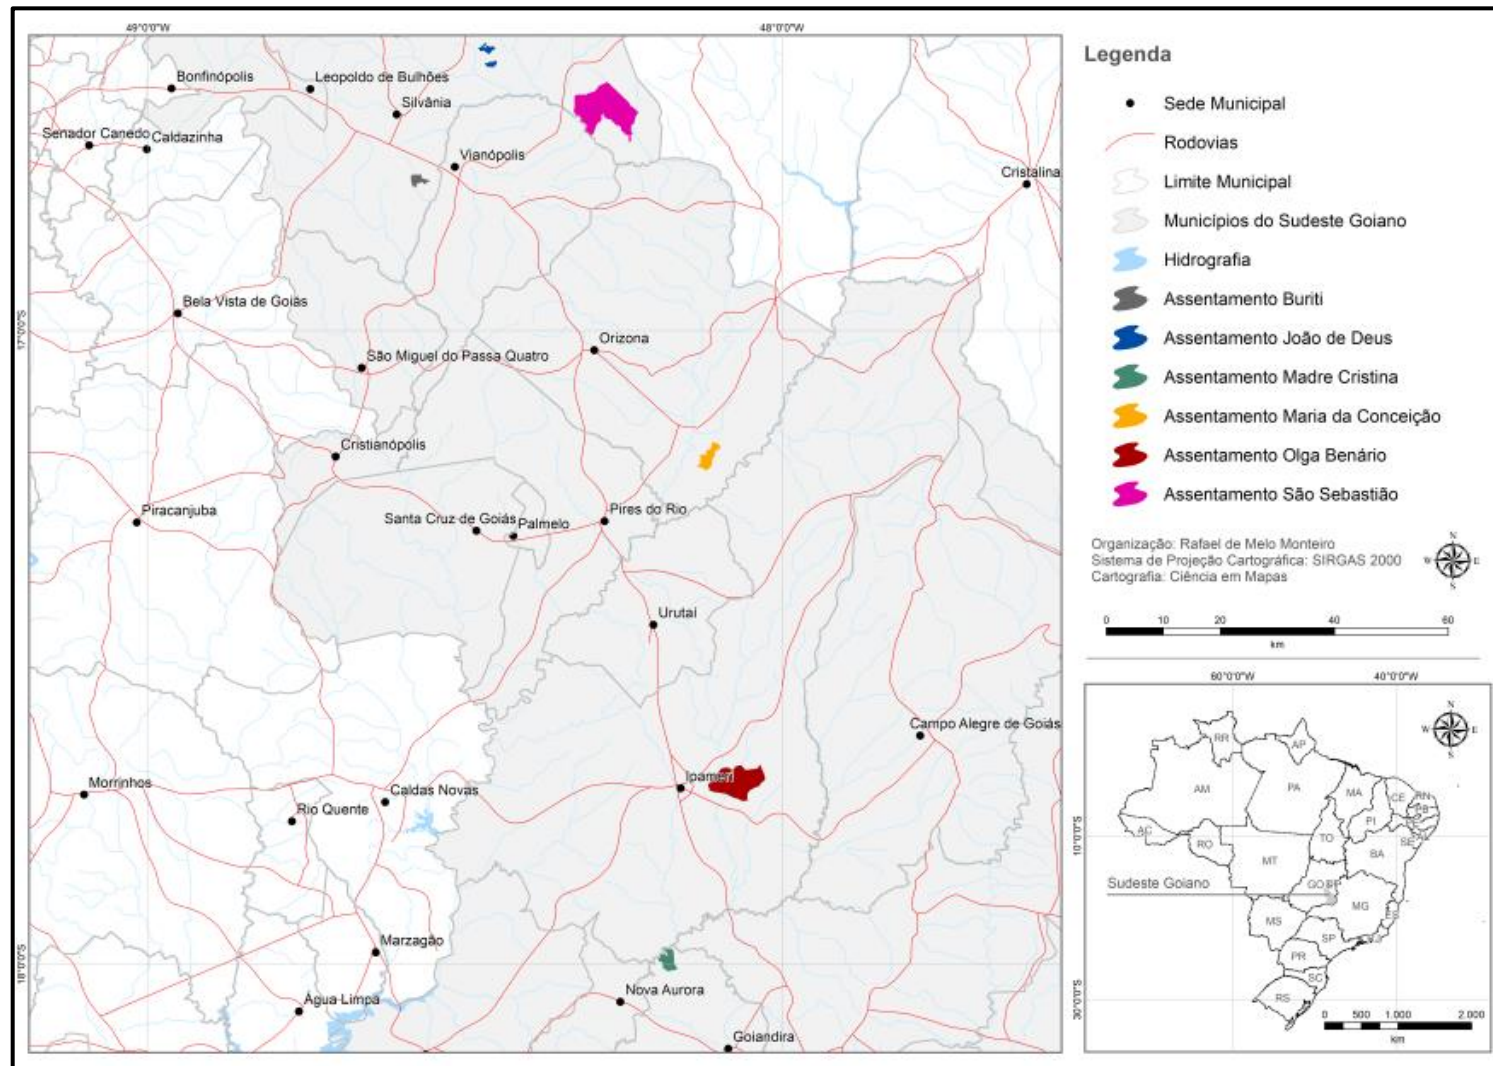 49°0'0"W
48°0'0"W
Bonfinópolis
Leopoldo de Bulhões
Silvânia
Senador Canedo
Caldazinha
Vianópolis
Cristalina
Bela Vista de Goiás
17°0'0"S
Orizona
São Miguel do Passa Quatro
Cristianópolis
Piracanjuba
Santa Cruz de Goiás
Palmelo
Pires do Rio
Urutaí
Campo Alegre de Goiás
Ipameri
Morrinhos
Caldas Novas
Rio Quente
Marzagão
18°0'0"S
Nova Aurora
Água Limpa
Goiandira
Legenda
Sede Municipal
Rodovias
Limite Municipal
Municípios do Sudeste Goiano
Hidrografia
Assentamento Buriti
Assentamento João de Deus
Assentamento Madre Cristina
Assentamento Maria da Conceição
Assentamento Olga Benário
Assentamento São Sebastião
Organização: Rafael de Melo Monteiro
Sistema de Projeção Cartográfica: SIRGAS 2000
Cartografia: Ciência em Mapas
N
W E
S
0 10 20 40 60
km
60°0'0"W
40°0'0"W
N
W E
S
RR
AP
AM
PA
MA
CE
RN
PB
PI
AC
TO
SE
RO
BA
MT
10°0'0"S
Sudeste Goiano
GO
MG
ES
MS
SP
PR
SC
RS
30°0'0"S
0 500 1.000 2.000
km